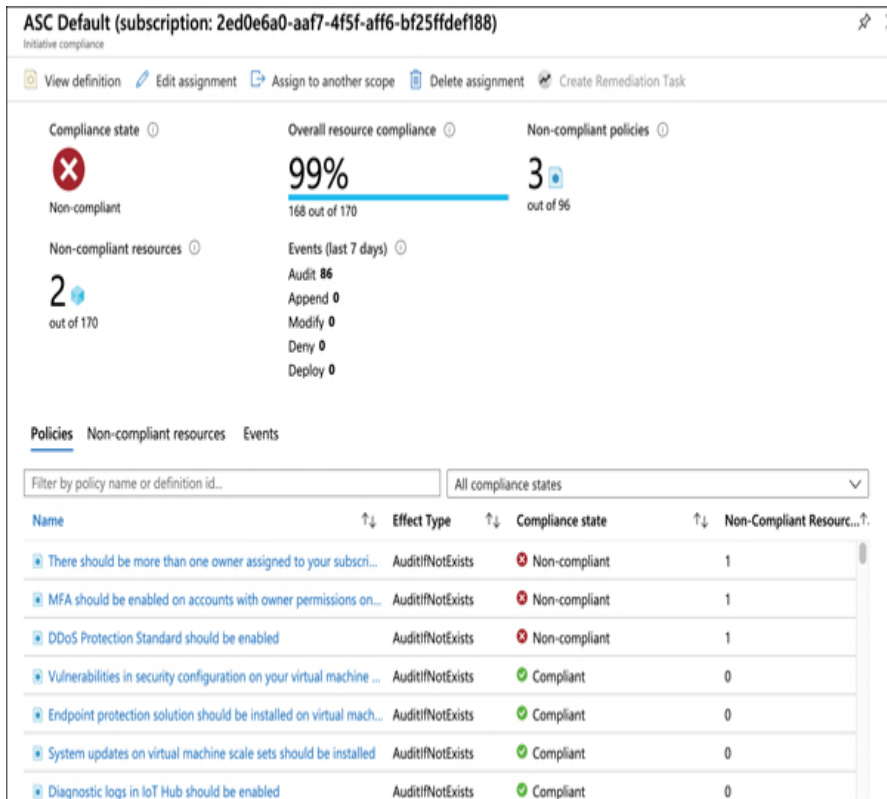 ASC Default (subscription: 2ed0e6a0-aaf7-4f5f-aff6-bf25ffdef188)
Initiative compliance
View definition Edit assignment Assign to another scope Delete assignment Create Remediation Task
Compliance state Overall resource compliance Non-compliant policies
99% 3
Non-compliant 168 out of 170 out of 96
Non-compliant resources Events (last 7 days)
Audit 86
2 Append 0
out of 170 Modify 0
Deny 0
Deploy 0
Policies Non-compliant resources Events
Filter by policy name or definition id... All compliance states
Name Effect Type Compliance state Non-Compliant Resourc...
There should be more than one owner assigned to your subscri... AuditIfNotExists Non-compliant 1
MFA should be enabled on accounts with owner permissions on... AuditIfNotExists Non-compliant 1
DDoS Protection Standard should be enabled AuditIfNotExists Non-compliant 1
Vulnerabilities in security configuration on your virtual machine ... AuditIfNotExists Compliant 0
Endpoint protection solution should be installed on virtual mach... AuditIfNotExists Compliant 0
System updates on virtual machine scale sets should be installed AuditIfNotExists Compliant 0
Diagnostic logs in IoT Hub should be enabled AuditIfNotExists Compliant 0